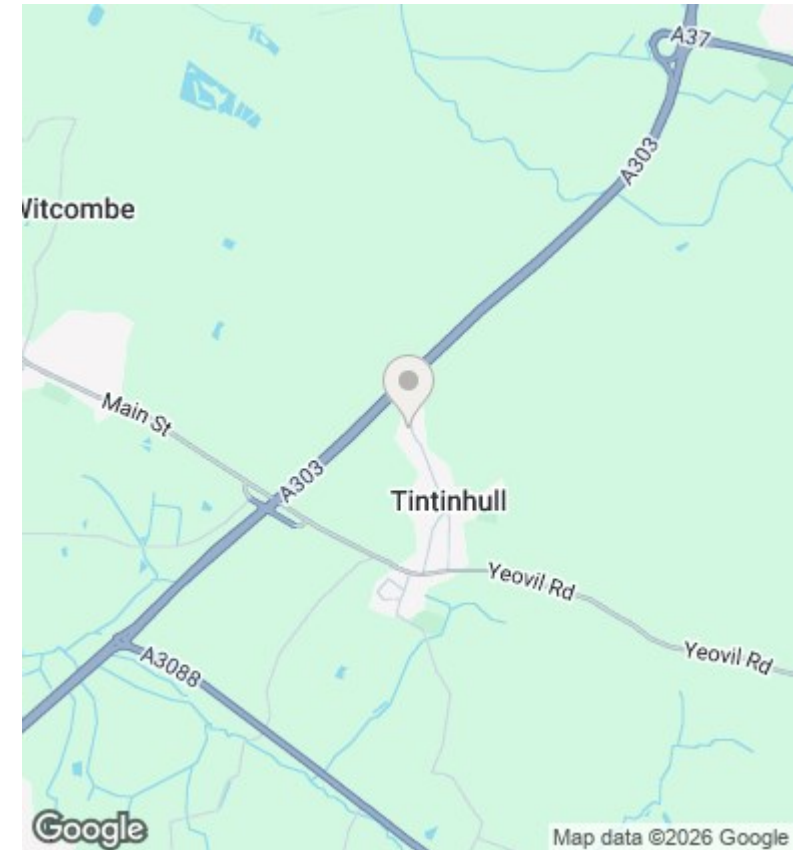 A37
A303
Witcombe
Main St
A303
Tintinhull
Yeovil Rd
Yeovil Rd
A3088
Google
Map data ©2026 Google